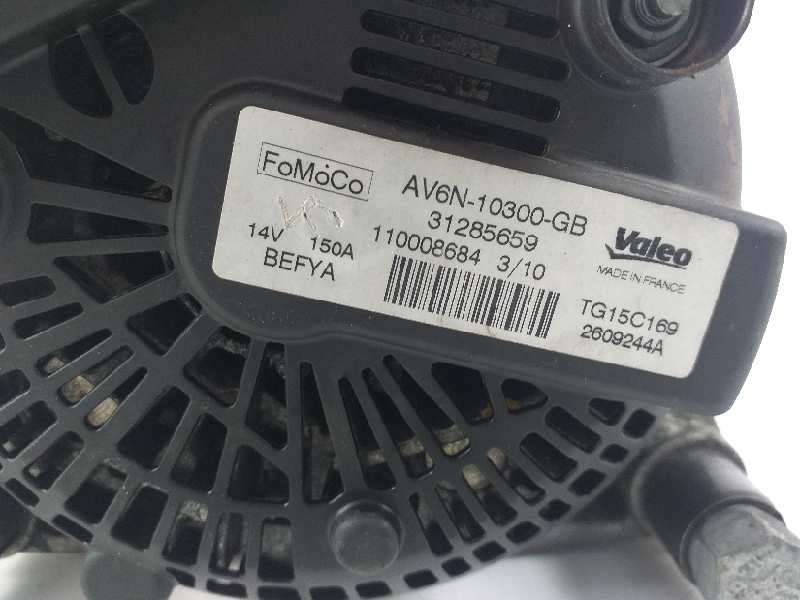 FoMoCo
AV6N-10300-GB
31285659
14V 150A
110008684 3/10
BEFYA
Valeo
MADE IN FRANCE
TG15C169
2609244A